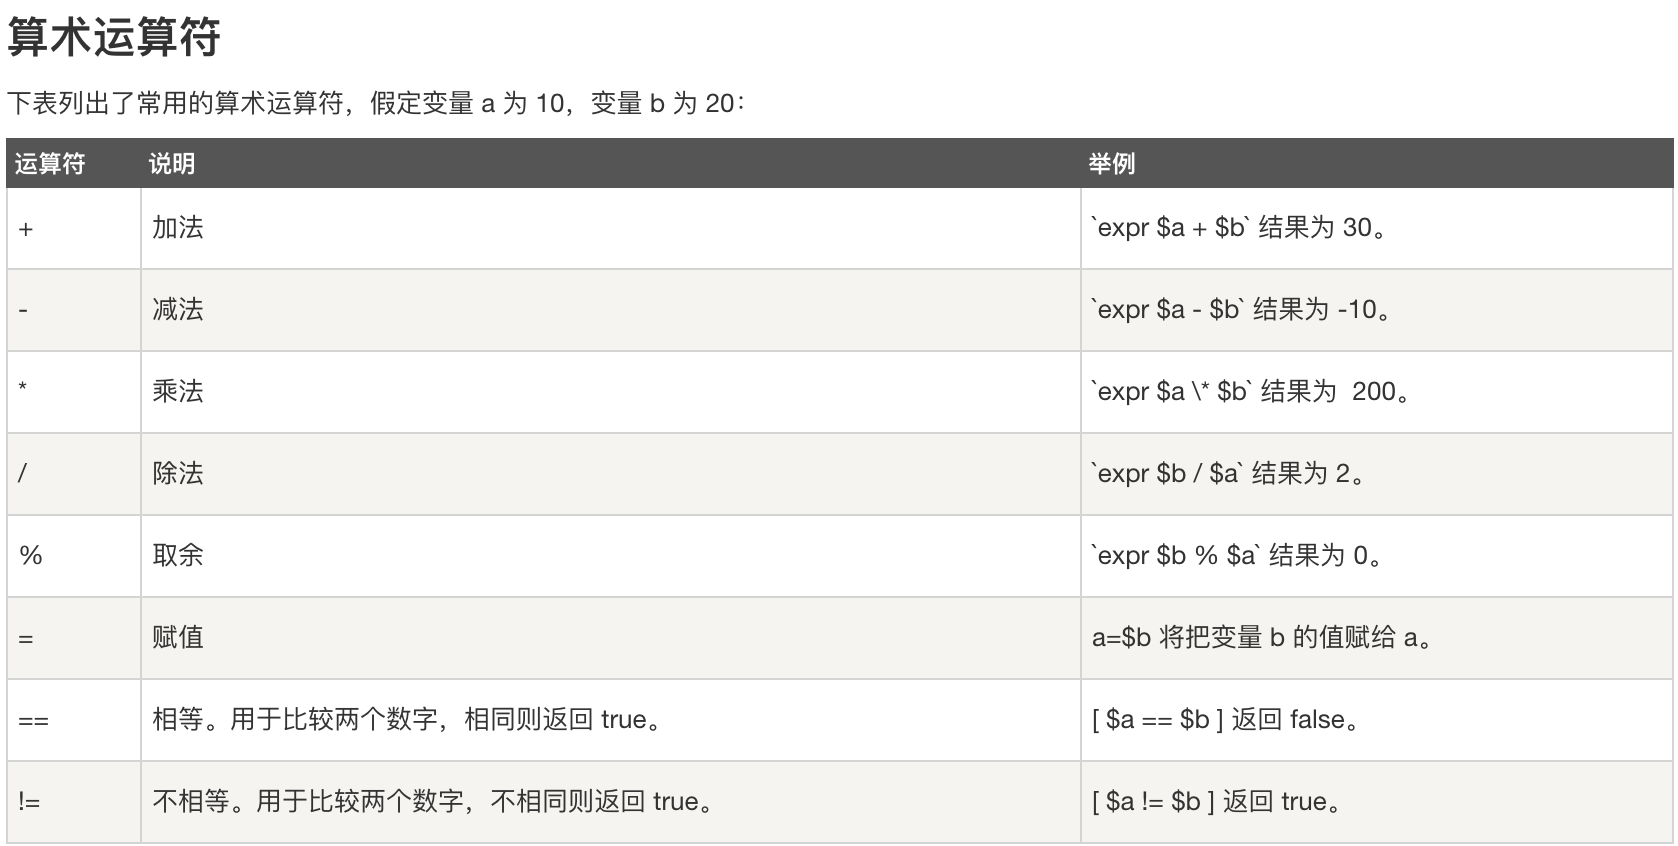 算术运算符
下表列出了常用的算术运算符，假定变量 a 为 10，变量 b 为 20：
运算符 说明 举例
+ 加法 `expr $a + $b` 结果为 30。
- 减法 `expr $a - $b` 结果为 -10。
* 乘法 `expr $a \* $b` 结果为  200。
/ 除法 `expr $b / $a` 结果为 2。
% 取余 `expr $b % $a` 结果为 0。
= 赋值 a=$b 将把变量 b 的值赋给 a。
== 相等。用于比较两个数字，相同则返回 true。 [ $a == $b ] 返回 false。
!= 不相等。用于比较两个数字，不相同则返回 true。 [ $a != $b ] 返回 true。